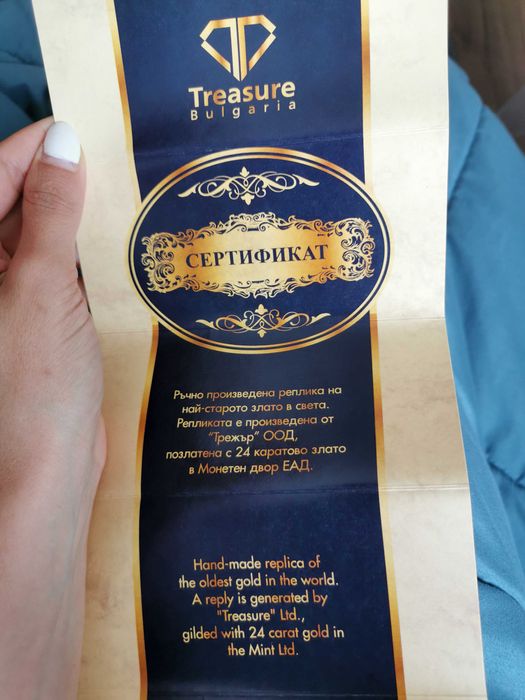 Treasure
Bulgaria
СЕРТИФИКАТ
Ръчно произведена реплика на
най-старото злато в света.
Репликата е произведена от
"Трежър" ООД,
позлатена с 24 каратово злато
в Монетен двор ЕАД.
Hand-made replica of
the oldest gold in the world.
A reply is generated by
"Treasure" Ltd.,
gilded with 24 carat gold in
the Mint Ltd.